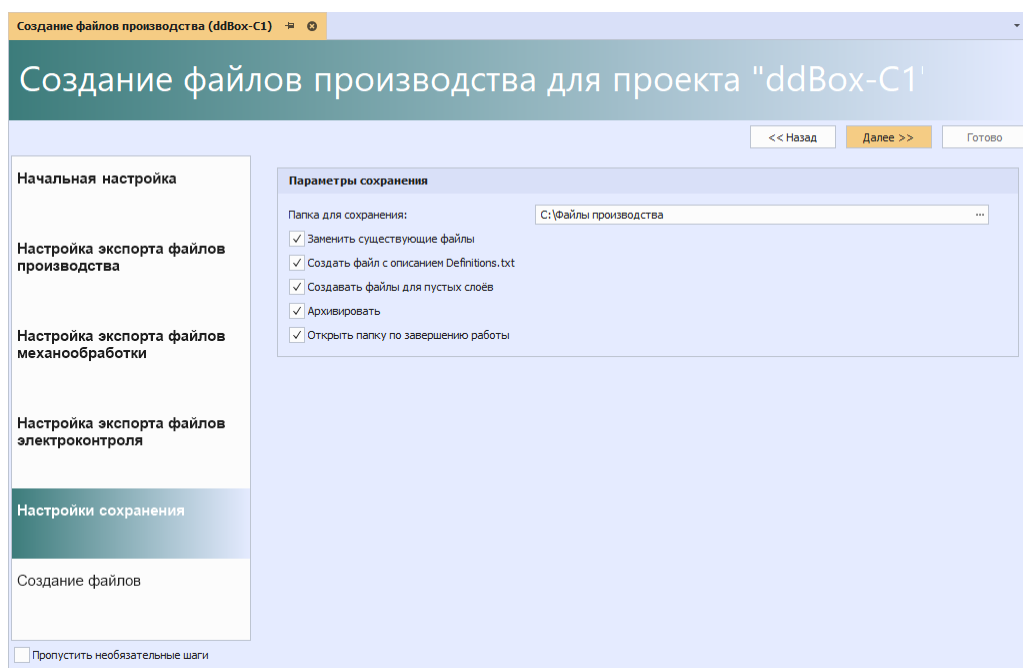 Создание файлов производства (ddBox-C1)
Создание файлов производства для проекта "ddBox-C1"
<< Назад
Далее >>
Готово
Начальная настройка
Настройка экспорта файлов
производства
Настройка экспорта файлов
механообработки
Настройка экспорта файлов
электроконтроля
Настройки сохранения
Создание файлов
Пропустить необязательные шаги
Параметры сохранения
Папка для сохранения:
C:\Файлы производства
...
Заменить существующие файлы
Создать файл с описанием Definitions.txt
Создавать файлы для пустых слоёв
Архивировать
Открыть папку по завершению работы